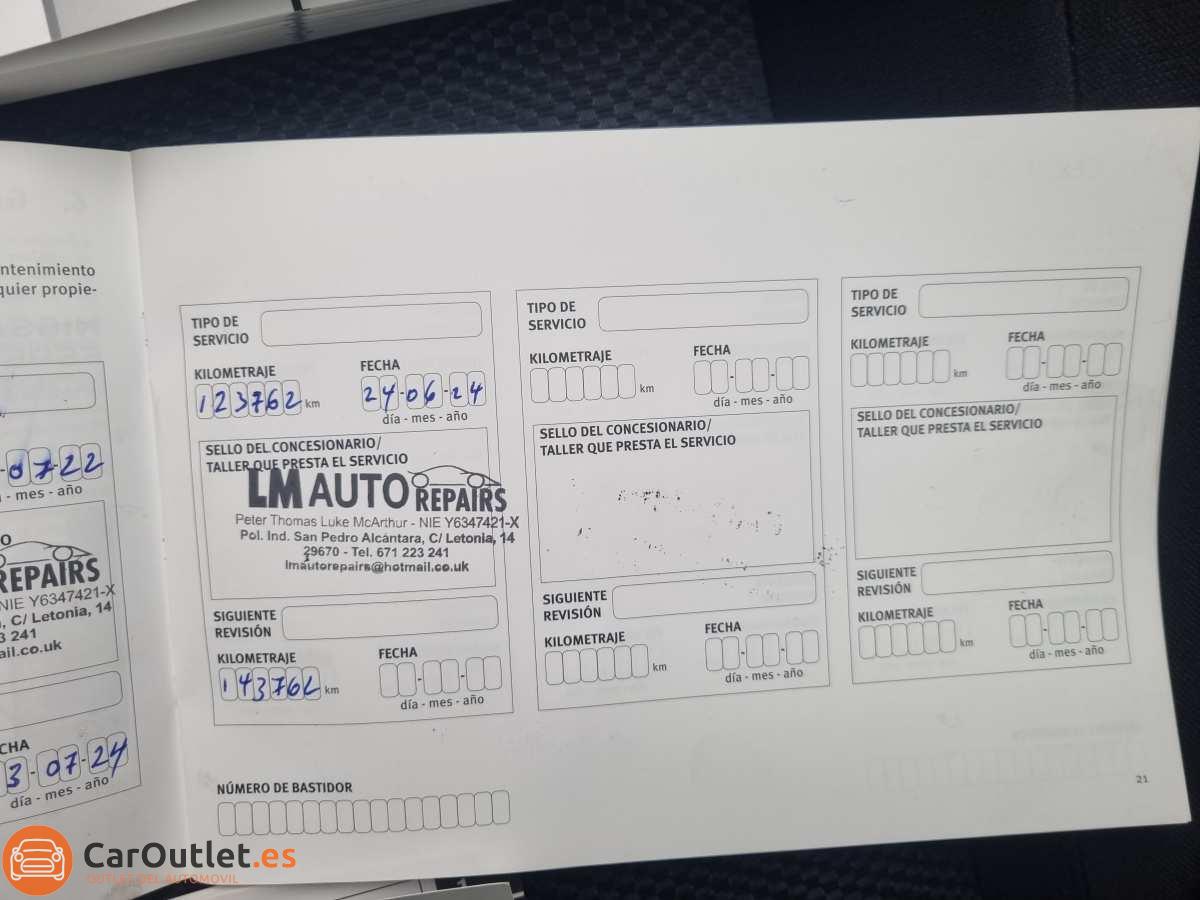 ntenimiento
quier propie-
07-22
- mes - año
O
REPAIRS
NIE Y6347421-X
, C/ Letonia, 14
3 241
ail.co.uk
CHA
3-07-24
día - mes - año
TIPO DE
SERVICIO
KILOMETRAJE
FECHA
123762 km
24-06-24
día - mes - año
SELLO DEL CONCESIONARIO/
TALLER QUE PRESTA EL SERVICIO
LM AUTO REPAIRS
Peter Thomas Luke McArthur - NIE Y6347421-X
Pol. Ind. San Pedro Alcántara, C/ Letonia, 14
29670 - Tel. 671 223 241
lmautorepairs@hotmail.co.uk
SIGUIENTE
REVISIÓN
KILOMETRAJE
FECHA
143762 km
día - mes - año
TIPO DE
SERVICIO
KILOMETRAJE
FECHA
km
día - mes - año
SELLO DEL CONCESIONARIO/
TALLER QUE PRESTA EL SERVICIO
SIGUIENTE
REVISIÓN
KILOMETRAJE
FECHA
km
día - mes - año
TIPO DE
SERVICIO
KILOMETRAJE
FECHA
km
día - mes - año
SELLO DEL CONCESIONARIO/
TALLER QUE PRESTA EL SERVICIO
SIGUIENTE
REVISIÓN
KILOMETRAJE
FECHA
km
día - mes - año
NÚMERO DE BASTIDOR
21
CarOutlet.es
OUTLET DEL AUTOMÓVIL